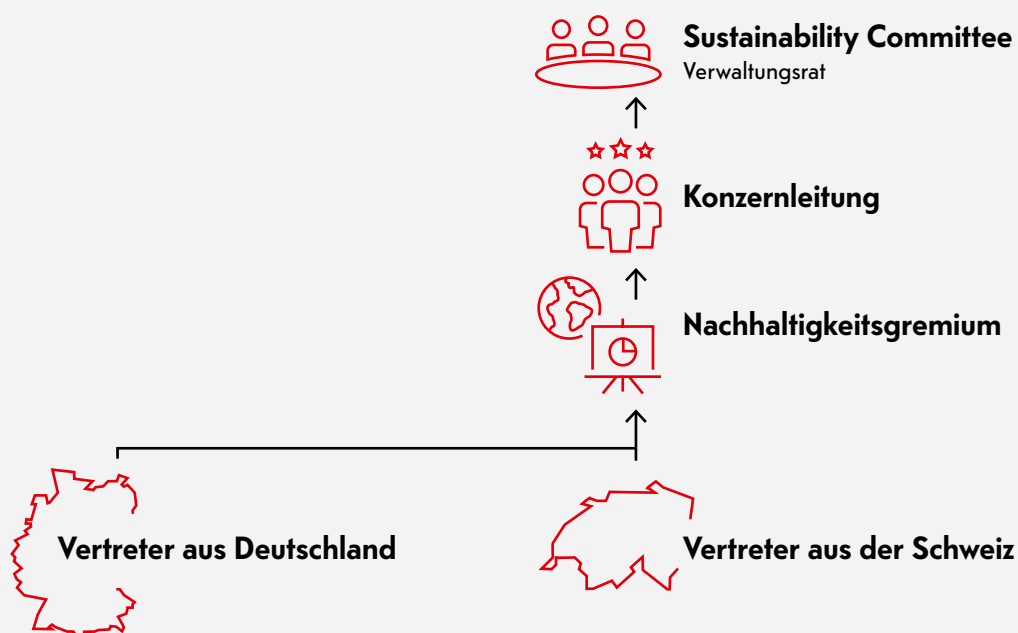 Sustainability Committee
Verwaltungsrat
Konzernleitung
Nachhaltigkeitsgremium
Vertreter aus Deutschland
Vertreter aus der Schweiz